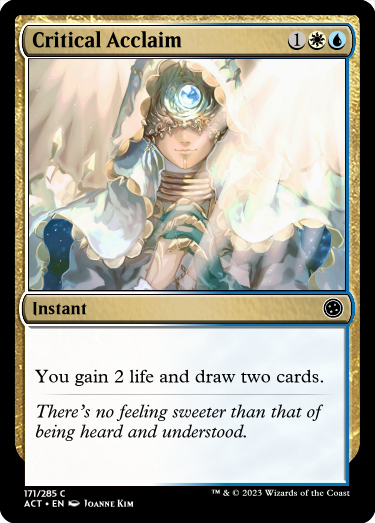 Critical Acclaim 1
Instant
You gain 2 life and draw two cards.
There's no feeling sweeter than that of
being heard and understood.
171/285 C
ACT • EN Joanne Kim
™ & © 2023 Wizards of the Coast